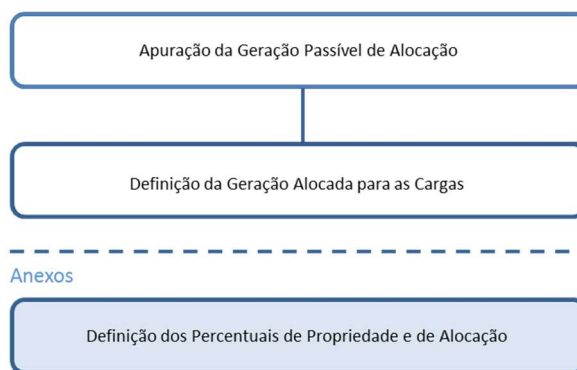 Apuração da Geração Passível de Alocação
Definição da Geração Alocada para as Cargas
Anexos
Definição dos Percentuais de Propriedade e de Alocação